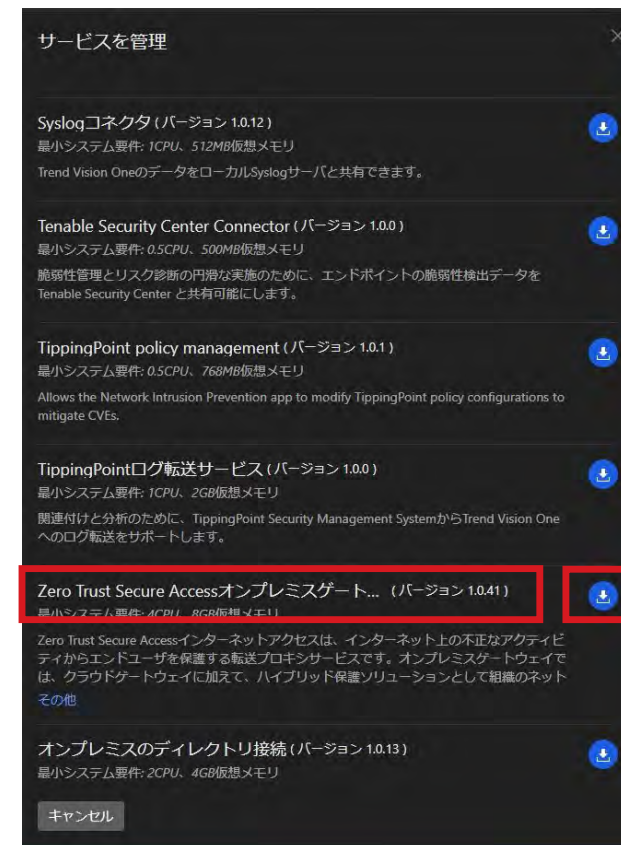 サービスを管理
Syslogコネクタ (バージョン 1.0.12)
最小システム要件: 1CPU、512MB仮想メモリ
Trend Vision OneのデータをローカルSyslogサーバと共有できます。
Tenable Security Center Connector (バージョン 1.0.0)
最小システム要件: 0.5CPU、500MB仮想メモリ
脆弱性管理とリスク診断の円滑な実施のために、エンドポイントの脆弱性検出データを
Tenable Security Center と共有可能にします。
TippingPoint policy management (バージョン 1.0.1)
最小システム要件: 0.5CPU、768MB仮想メモリ
Allows the Network Intrusion Prevention app to modify TippingPoint policy configurations to
mitigate CVEs.
TippingPointログ転送サービス (バージョン 1.0.0)
最小システム要件: 1CPU、2GB仮想メモリ
関連付けと分析のために、TippingPoint Security Management SystemからTrend Vision One
へのログ転送をサポートします。
Zero Trust Secure Accessオンプレミスゲート... (バージョン 1.0.41)
最小システム要件: 4CPU、8GB仮想メモリ
Zero Trust Secure Accessインターネットアクセスは、インターネット上の不正なアクティビ
ティからエンドユーザを保護する転送プロキシサービスです。オンプレミスゲートウェイで
は、クラウドゲートウェイに加えて、ハイブリッド保護ソリューションとして組織のネット
その他
オンプレミスのディレクトリ接続 (バージョン 1.0.13)
最小システム要件: 2CPU、4GB仮想メモリ
キャンセル